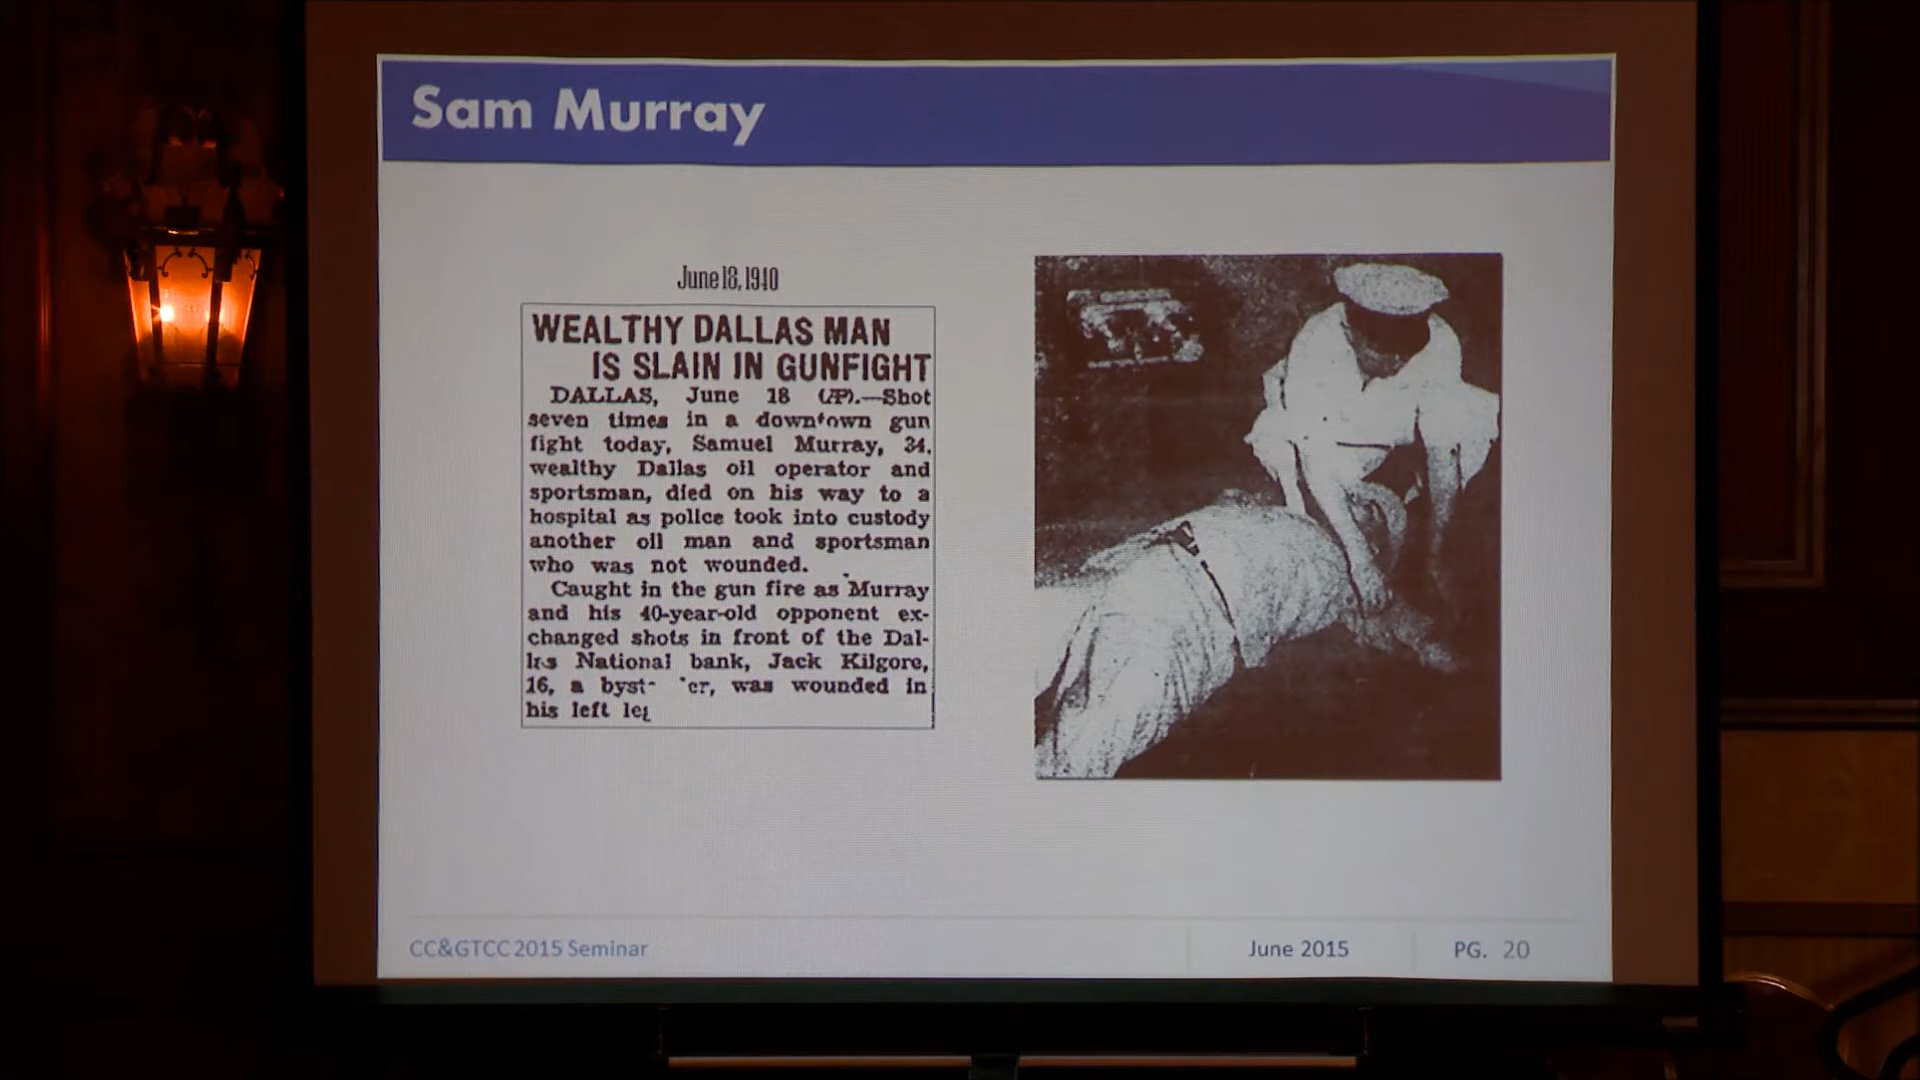 Sam Murray
June 18, 1940
WEALTHY DALLAS MAN
IS SLAIN IN GUNFIGHT
DALLAS, June 18 (AP).—Shot
seven times in a downtown gun
fight today, Samuel Murray, 34,
wealthy Dallas oil operator and
sportsman, died on his way to a
hospital as police took into custody
another oil man and sportsman
who was not wounded.
Caught in the gun fire as Murray
and his 40-year-old opponent ex-
changed shots in front of the Dal-
las National bank, Jack Kilgore,
16, a was wounded in
his left leg
CC&GTCC 2015 Seminar
June 2015
PG. 20